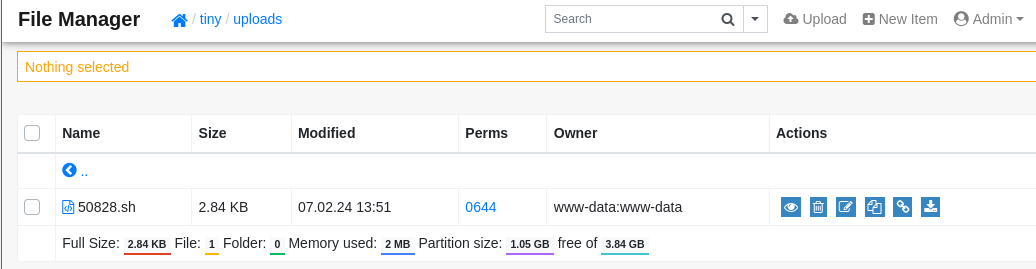 File Manager / tiny / uploads Search Upload New Item Admin
Nothing selected
Name Size Modified Perms Owner Actions
..
50828.sh 2.84 KB 07.02.24 13:51 0644 www-data:www-data
Full Size: 2.84 KB File: 1 Folder: 0 Memory used: 2 MB Partition size: 1.05 GB free of 3.84 GB